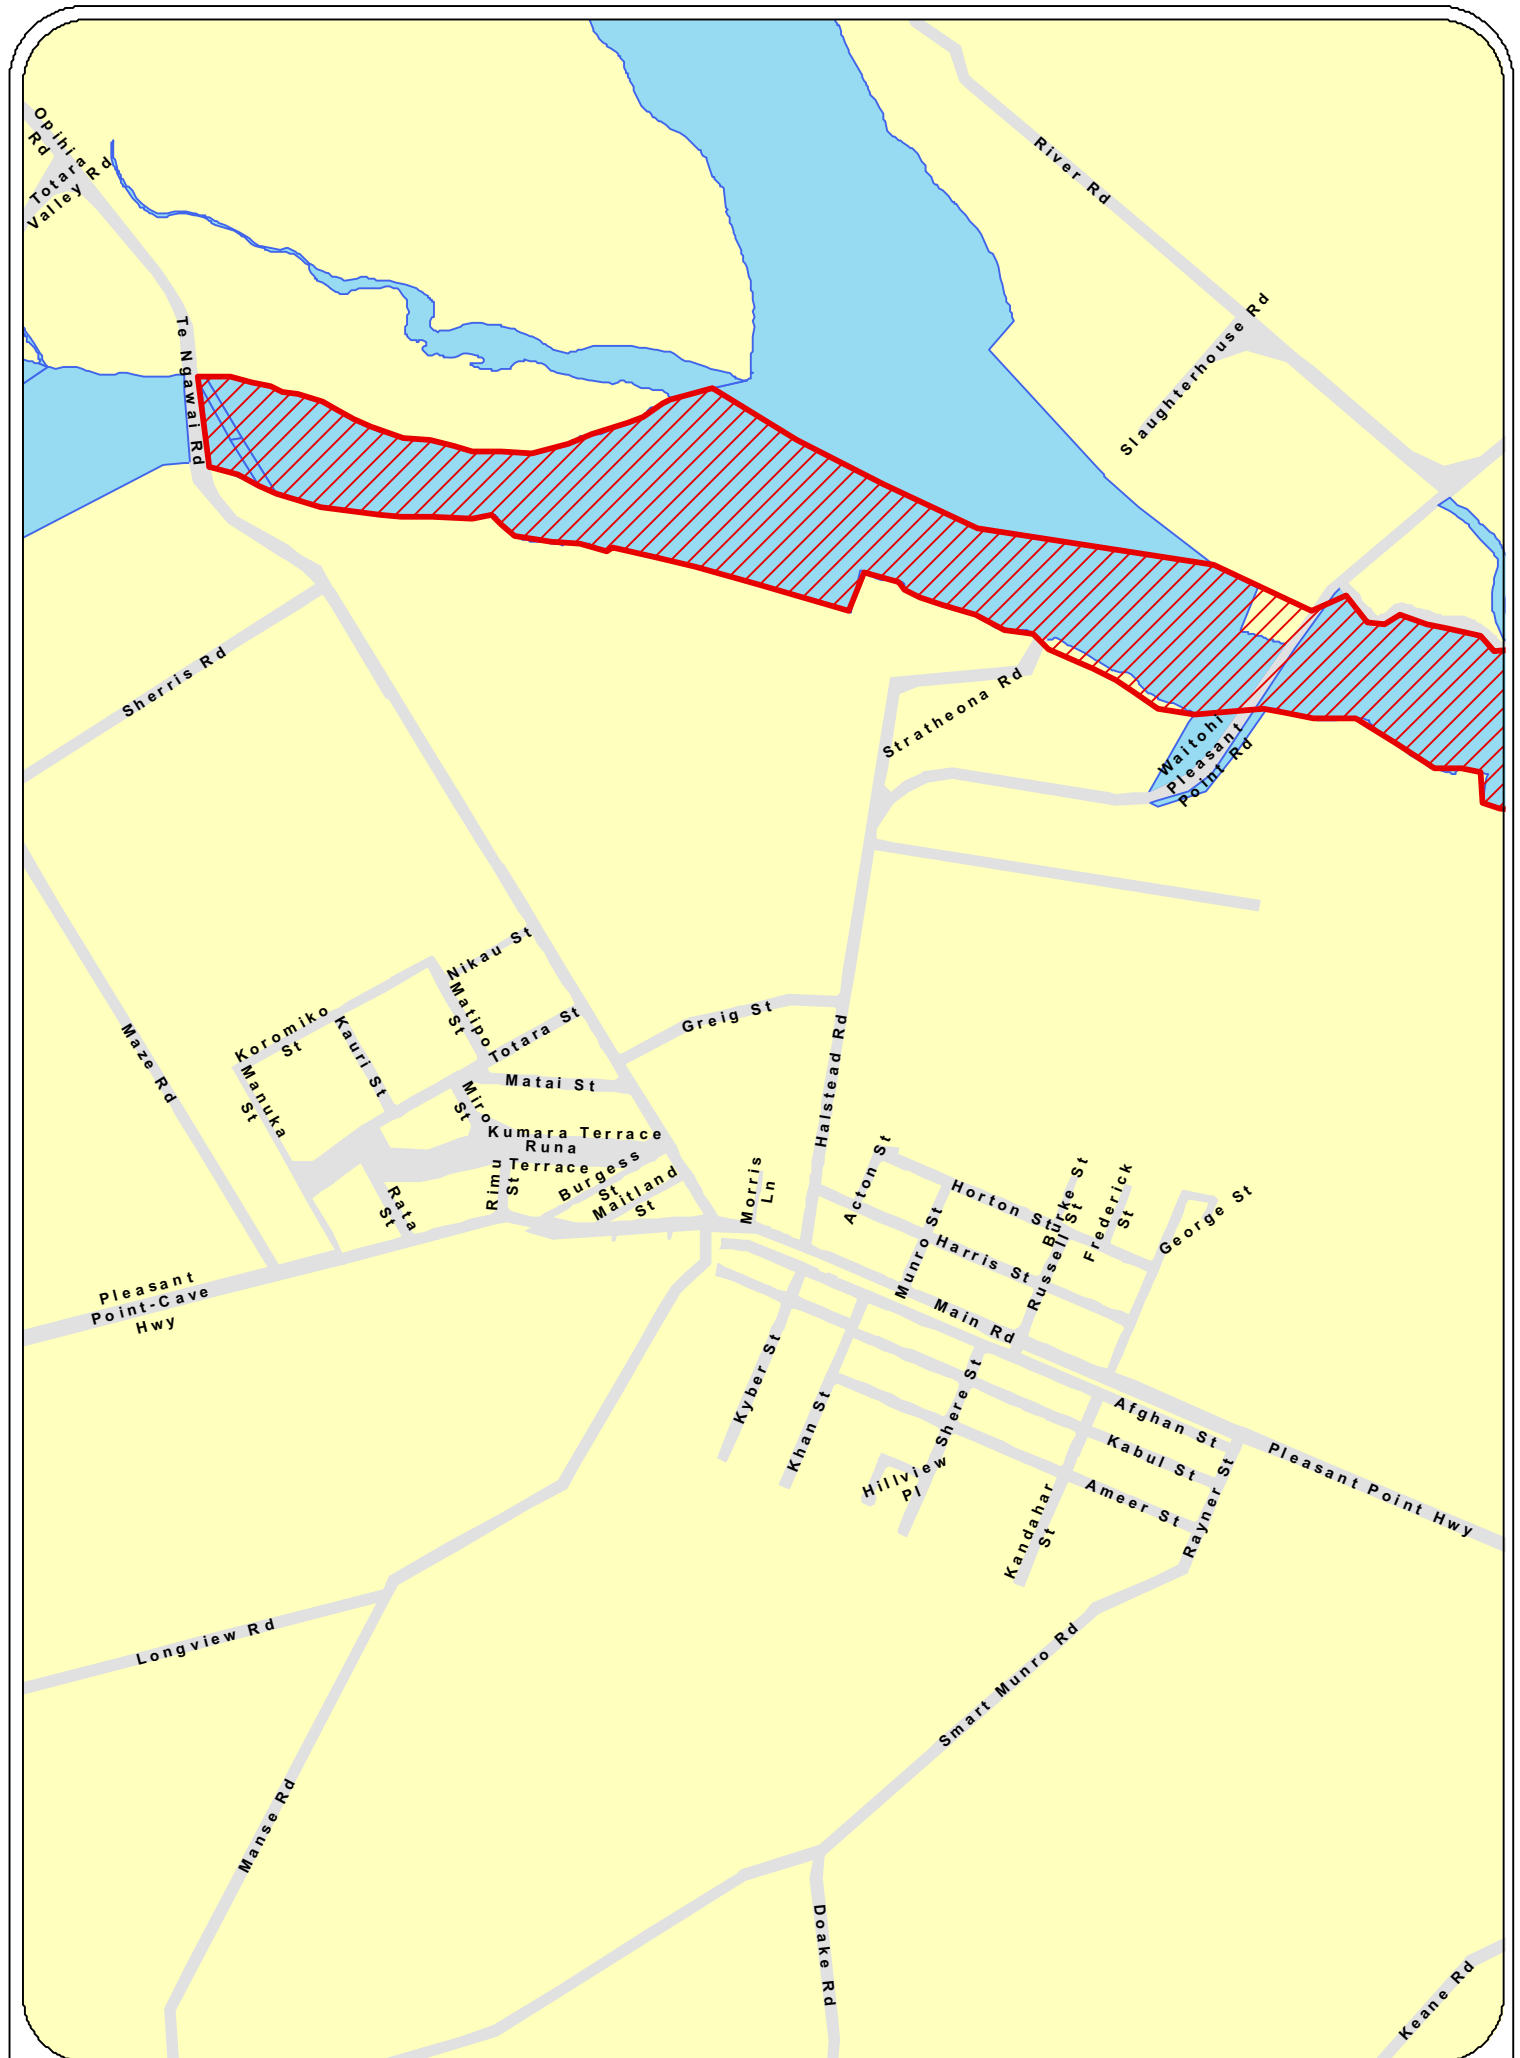 Opihia
Rd
Totara
Valley Rd
River Rd
Te Ngawai Rd
Slaughterhouse Rd
Sherris Rd
Stratheona Rd
Waitohi
Pleasant
Point Rd
Nikau St
Matipo
St
Totara St
Greig St
Koromiko
St
Kauri St
Manuka
St
Maze Rd
Matai St
Miro
St
Halstead Rd
Kumara Terrace
Runa
Terrace
Rimu
St
Burgess
St
Maitland
St
Rata
St
Morris
Ln
Acton St
Horton St
Burke St
Frederick
St
George St
Munro St
Harris St
Russell
St
Main Rd
Pleasant
Point-Cave
Hwy
Kyber St
Khan St
Shere St
Hillview
Pl
Afghan St
Kabul St
Ameer St
Kandahar
St
Rayner St
Pleasant Point Hwy
Longview Rd
Smart Munro Rd
Manse Rd
Doake Rd
Keane Rd